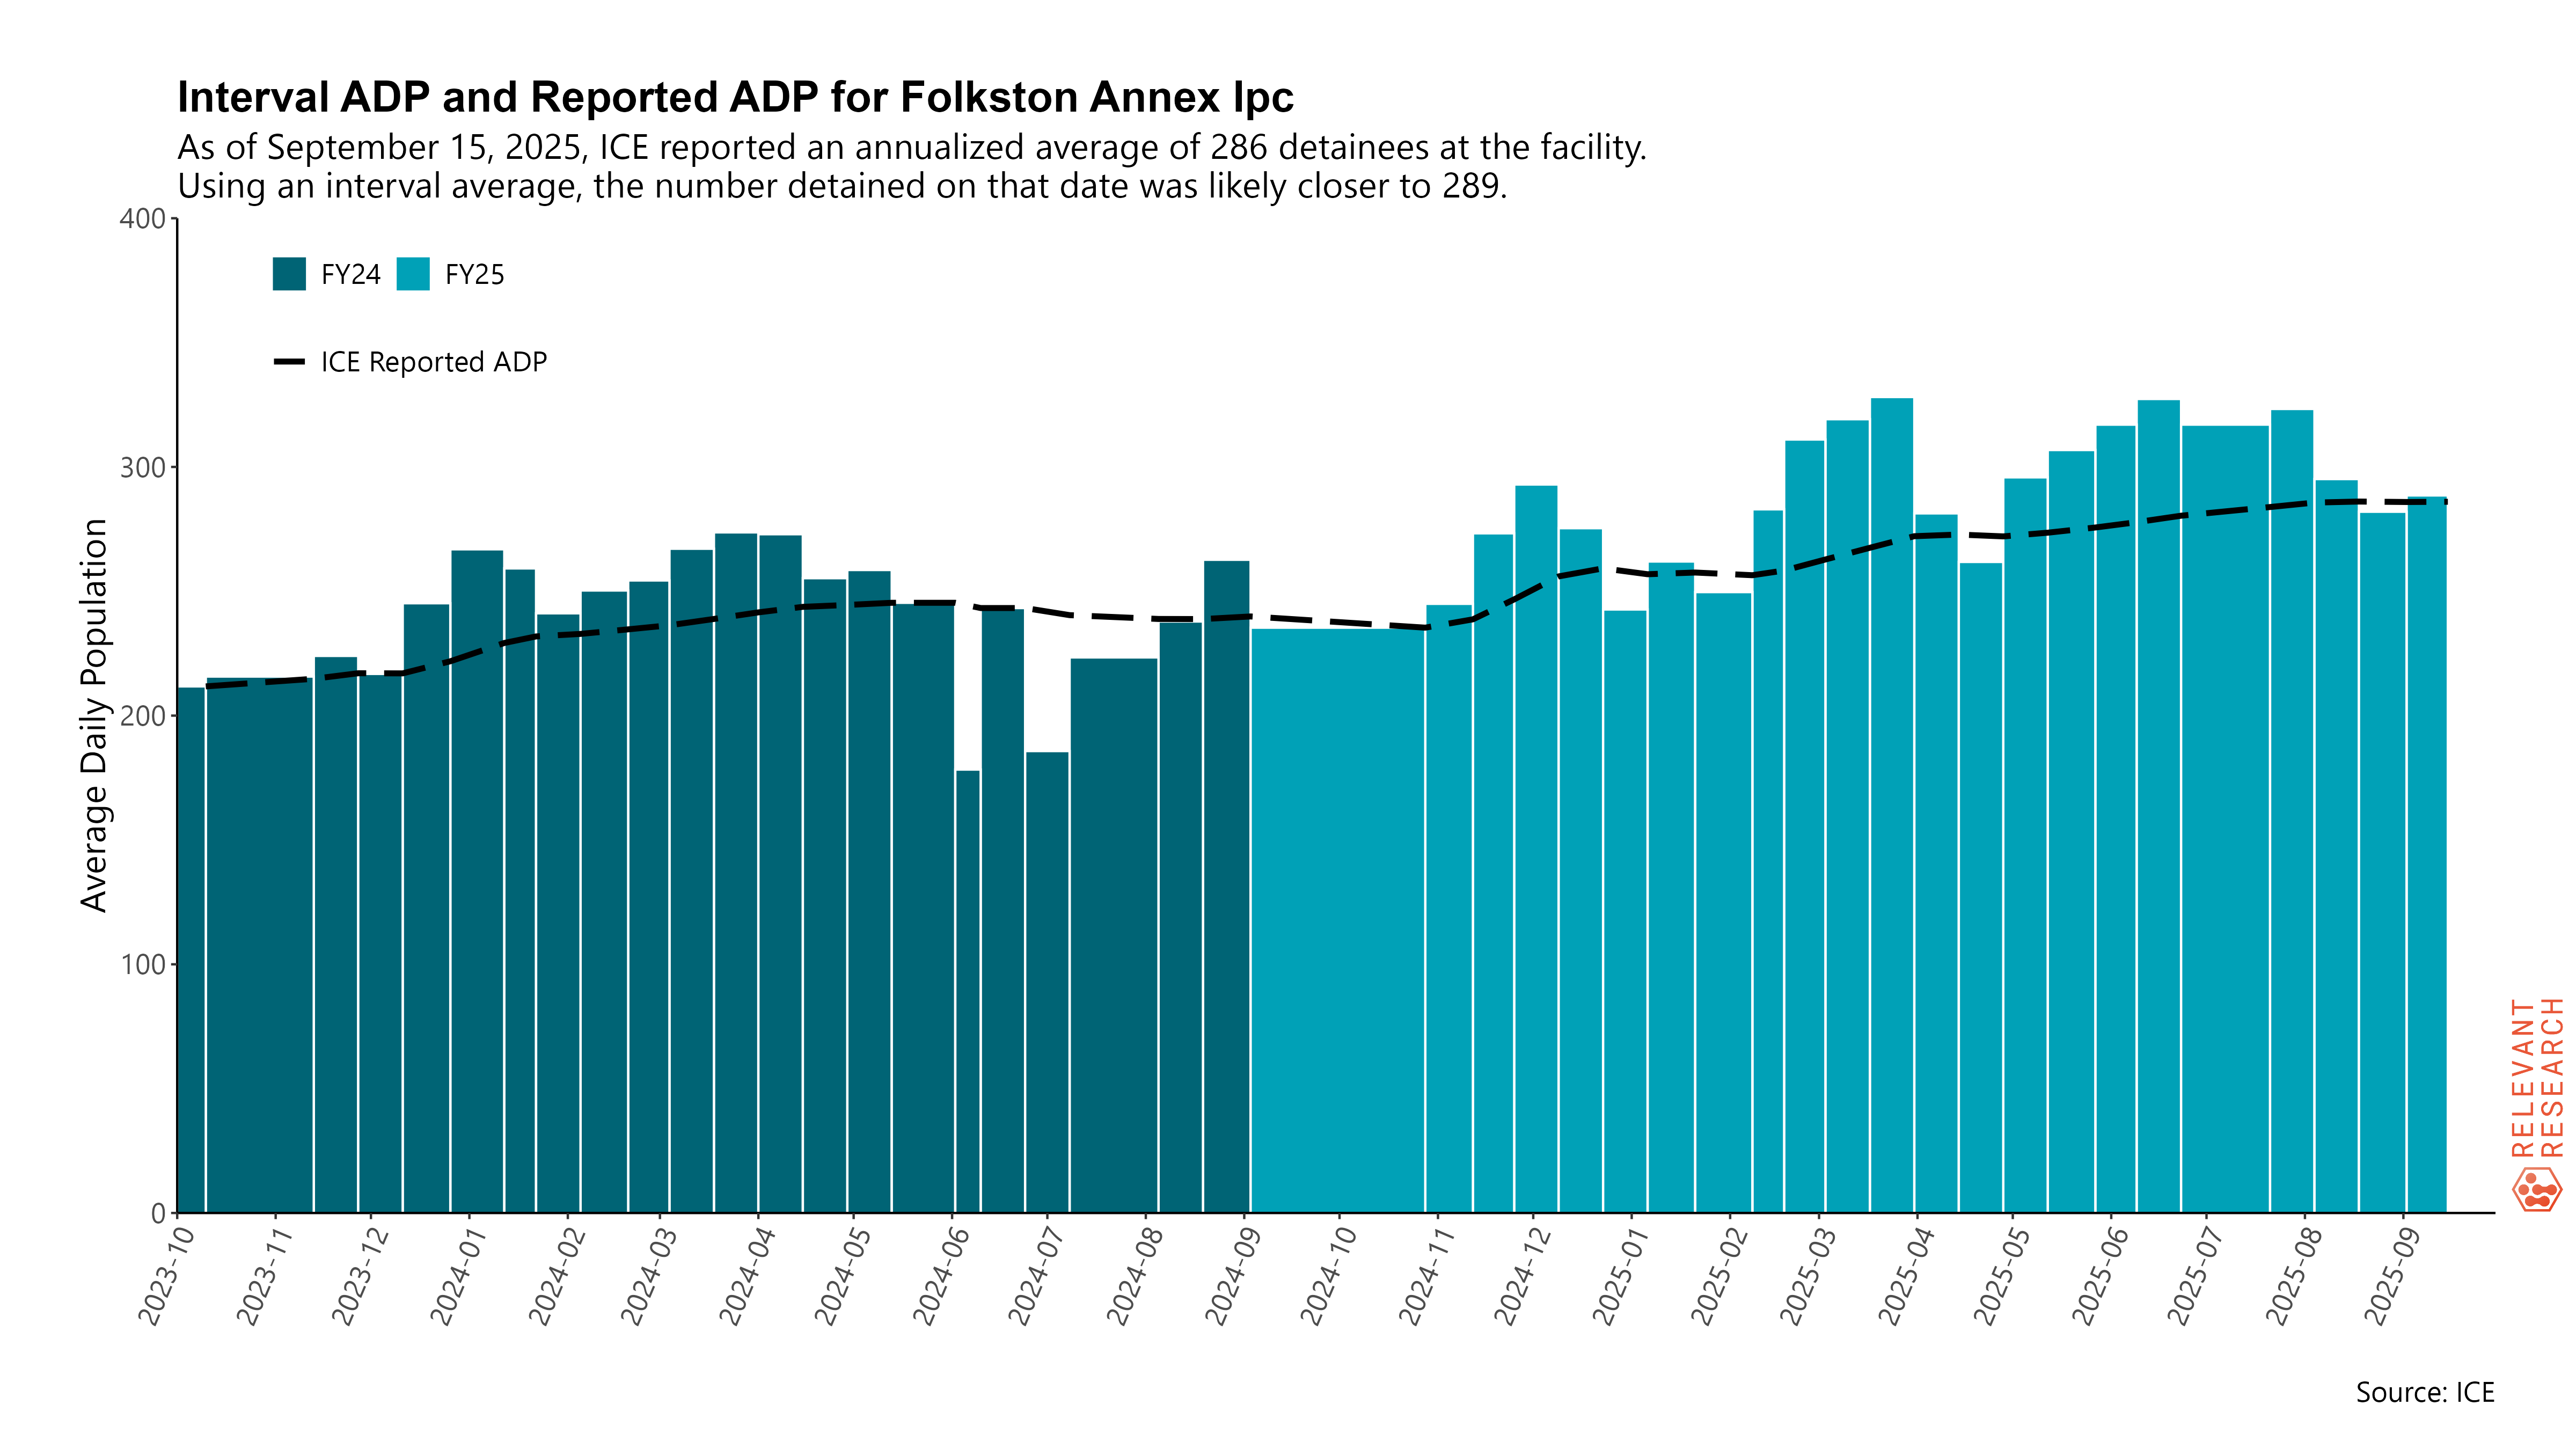 Interval ADP and Reported ADP for Folkston Annex Ipc
As of September 15, 2025, ICE reported an annualized average of 286 detainees at the facility.
Using an interval average, the number detained on that date was likely closer to 289.
400
300
200
100
0
Average Daily Population
FY24
FY25
ICE Reported ADP
2023-10
2023-11
2023-12
2024-01
2024-02
2024-03
2024-04
2024-05
2024-06
2024-07
2024-08
2024-09
2024-10
2024-11
2024-12
2025-01
2025-02
2025-03
2025-04
2025-05
2025-06
2025-07
2025-08
2025-09
RELEVANT
RESEARCH
Source: ICE